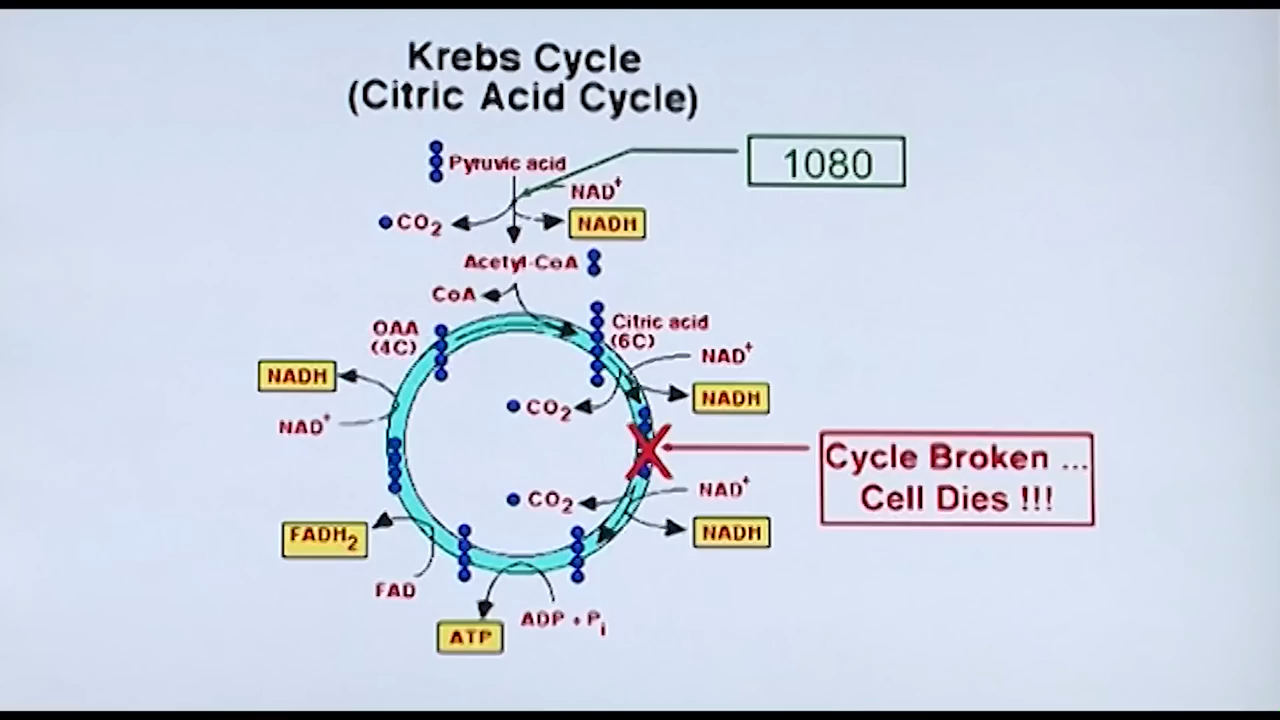 Krebs Cycle
(Citric Acid Cycle)
1080
Pyruvic acid
NAD+
CO2
NADH
Acetyl-CoA
CoA
OAA
(4C)
Citric acid
(6C)
NAD+
NADH
CO2
NADH
NAD+
Cycle Broken ...
Cell Dies !!!
CO2
NAD+
NADH
FADH2
FAD
ADP + Pi
ATP